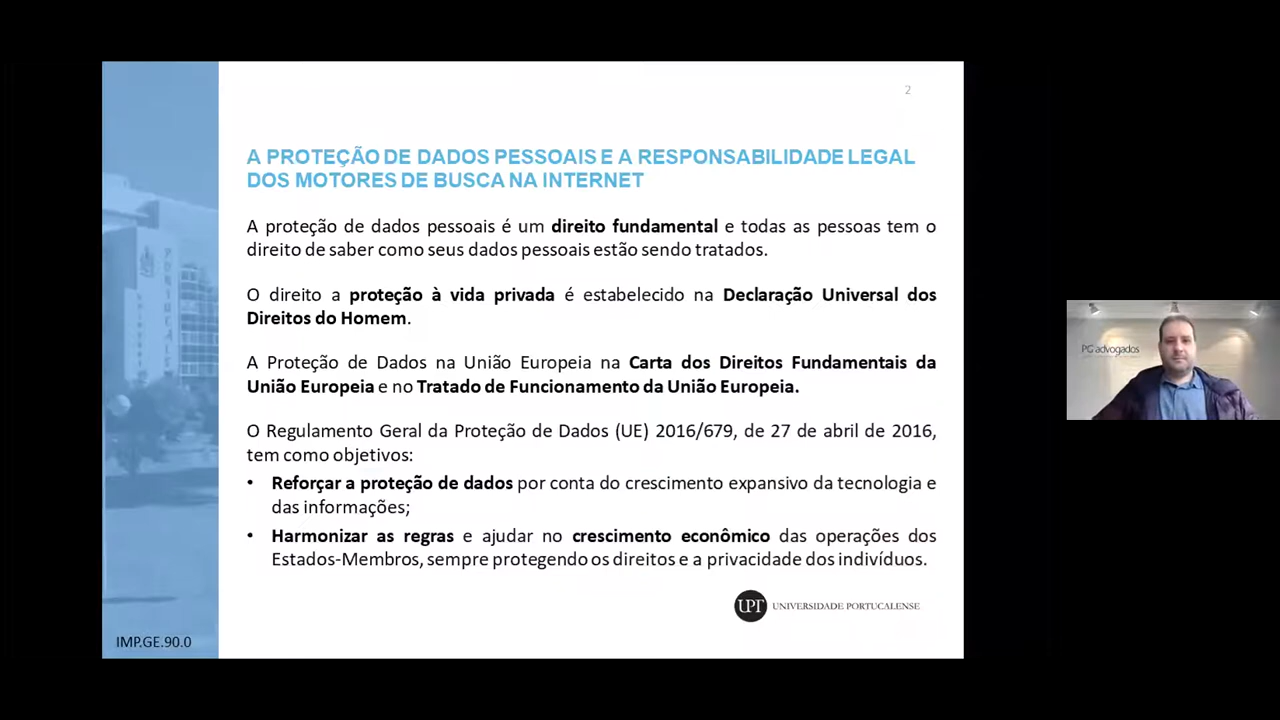 2
A PROTEÇÃO DE DADOS PESSOAIS E A RESPONSABILIDADE LEGAL
DOS MOTORES DE BUSCA NA INTERNET
A proteção de dados pessoais é um direito fundamental e todas as pessoas tem o
direito de saber como seus dados pessoais estão sendo tratados.
O direito a proteção à vida privada é estabelecido na Declaração Universal dos
Direitos do Homem.
A Proteção de Dados na União Europeia na Carta dos Direitos Fundamentais da
União Europeia e no Tratado de Funcionamento da União Europeia.
O Regulamento Geral da Proteção de Dados (UE) 2016/679, de 27 de abril de 2016,
tem como objetivos:
• Reforçar a proteção de dados por conta do crescimento expansivo da tecnologia e
das informações;
• Harmonizar as regras e ajudar no crescimento econômico das operações dos
Estados-Membros, sempre protegendo os direitos e a privacidade dos indivíduos.
UPT UNIVERSIDADE PORTUCALENSE
IMP.GE.90.0
PG advogados